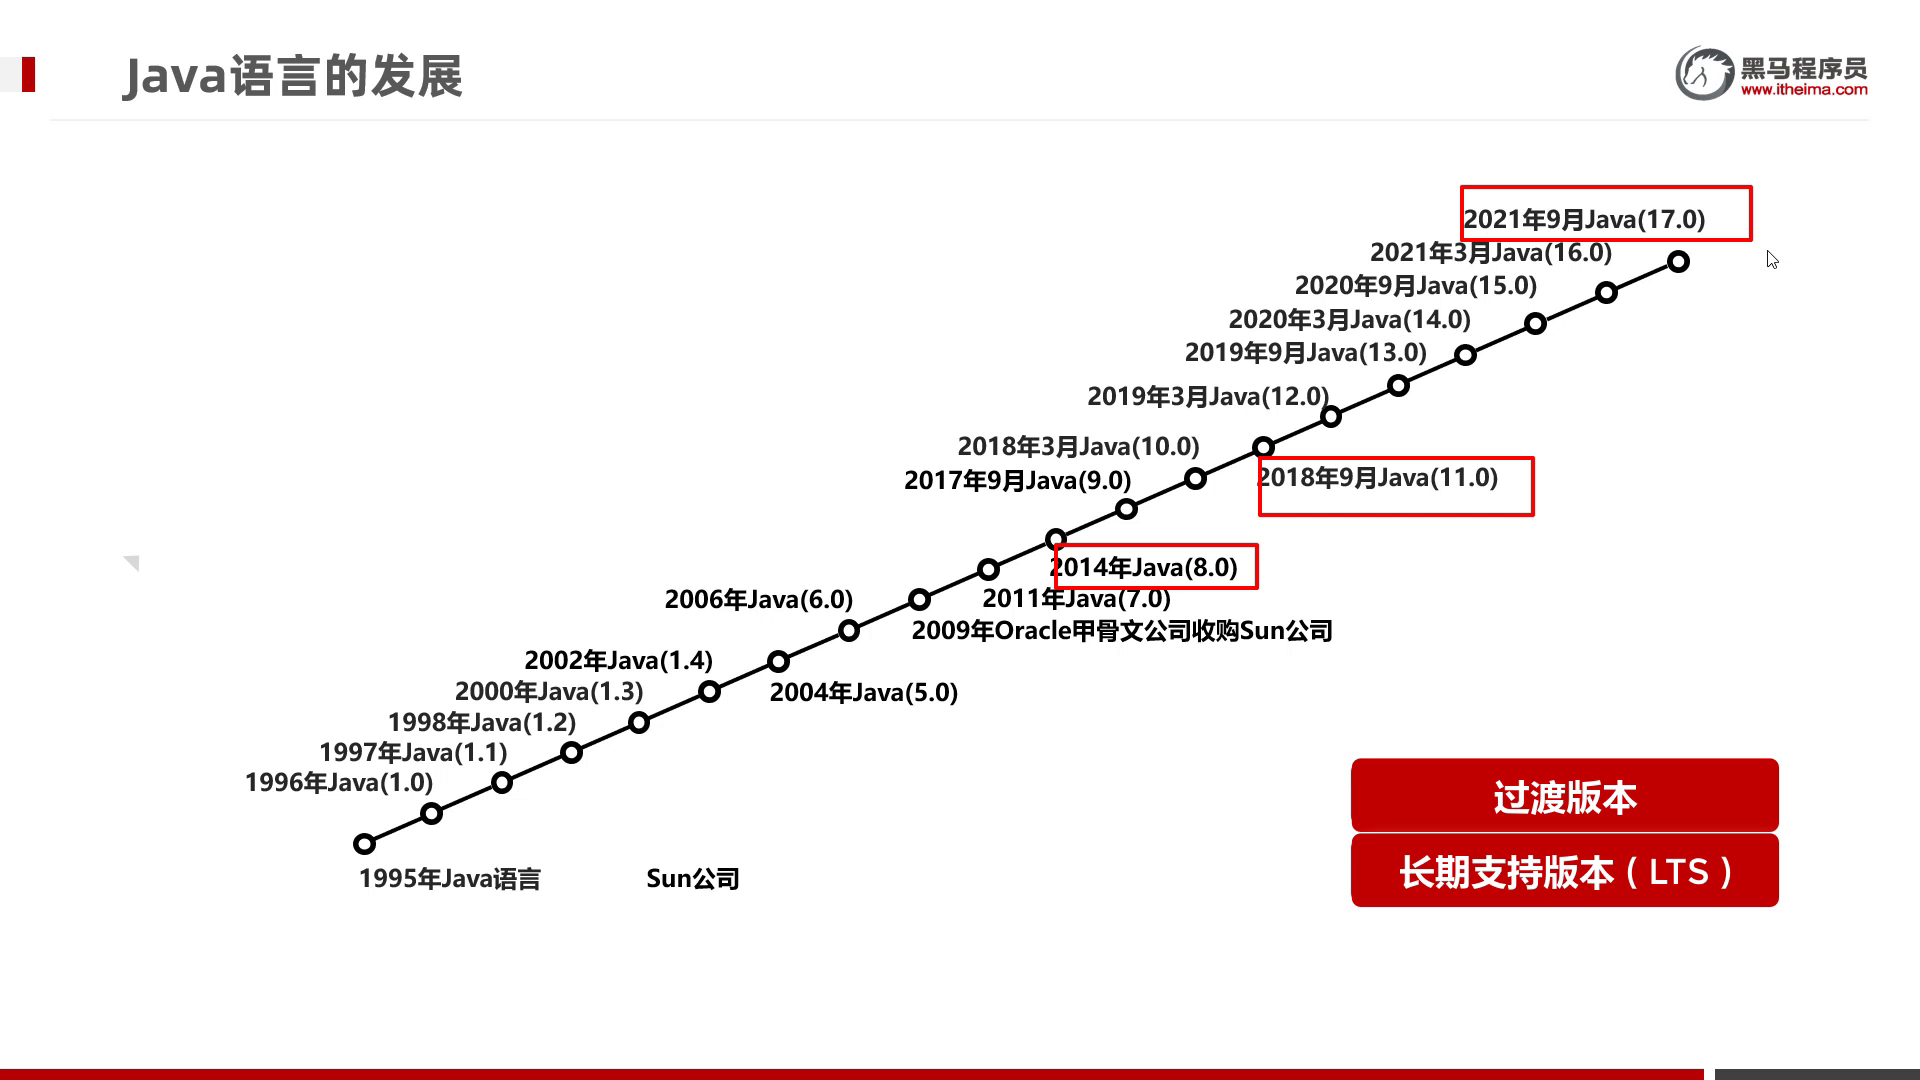 Java语言的发展
黑马程序员
www.itheima.com
2021年9月Java(17.0)
2021年3月Java(16.0)
2020年9月Java(15.0)
2020年3月Java(14.0)
2019年9月Java(13.0)
2019年3月Java(12.0)
2018年3月Java(10.0)
2018年9月Java(11.0)
2017年9月Java(9.0)
2014年Java(8.0)
2006年Java(6.0)
2011年Java(7.0)
2009年Oracle甲骨文公司收购Sun公司
2002年Java(1.4)
2000年Java(1.3)
2004年Java(5.0)
1998年Java(1.2)
1997年Java(1.1)
1996年Java(1.0)
过渡版本
长期支持版本（LTS）
1995年Java语言
Sun公司